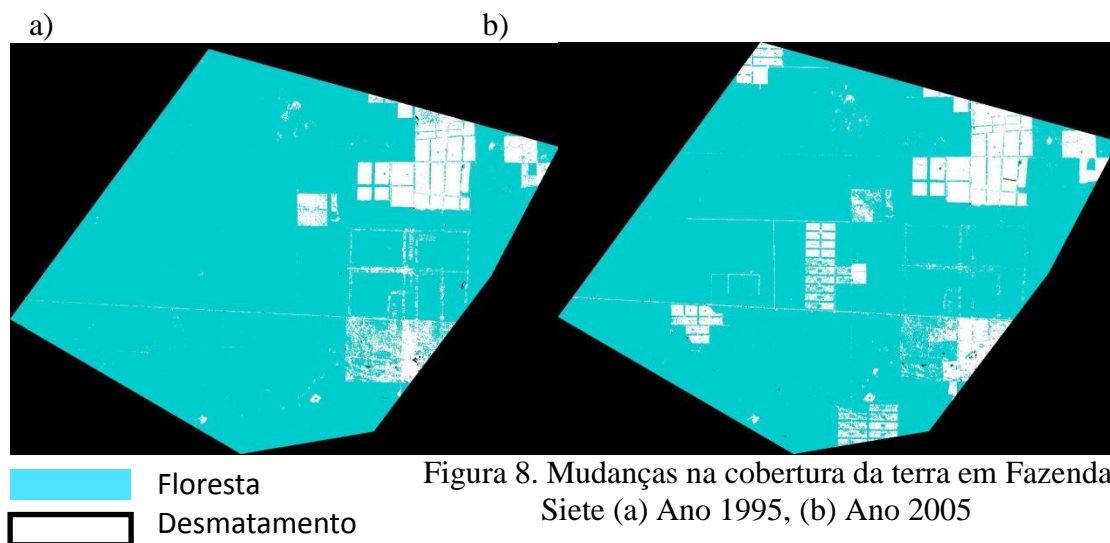 a)
b)
Floresta
Desmatamento
Figura 8. Mudanças na cobertura da terra em Fazenda
Siete (a) Ano 1995, (b) Ano 2005